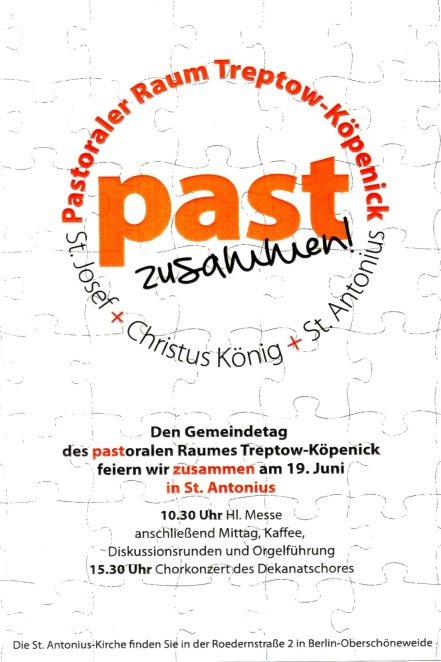 Pastoraler Raum Treptow-Köpenick
past
zusammen!
St. Josef + Christus König + St. Antonius
Den Gemeindetag
des pastoralen Raumes Treptow-Köpenick
feiern wir zusammen am 19. Juni
in St. Antonius
10.30 Uhr Hl. Messe
anschließend Mittag, Kaffee,
Diskussionsrunden und Orgelführung
15.30 Uhr Chorkonzert des Dekanatschores
Die St. Antonius-Kirche finden Sie in der Roedernstraße 2 in Berlin-Oberschöneweide